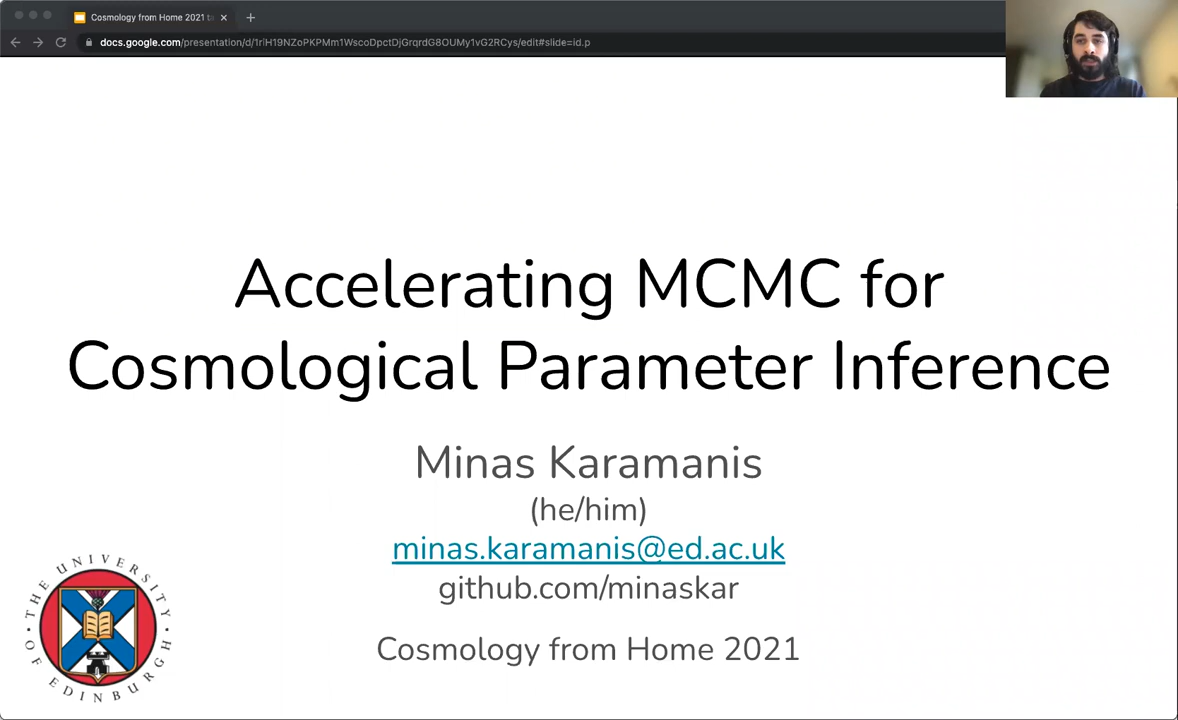 Cosmology from Home 2021 t
docs.google.com/presentation/d/1rlH19NZoPKPMm1WscoDpctDjGrqrdG8OUMy1vG2RCys/edit#slide=id.p
Accelerating MCMC for
Cosmological Parameter Inference
Minas Karamanis
(he/him)
minas.karamanis@ed.ac.uk
github.com/minaskar
Cosmology from Home 2021
THE UNIVERSITY OF EDINBURGH